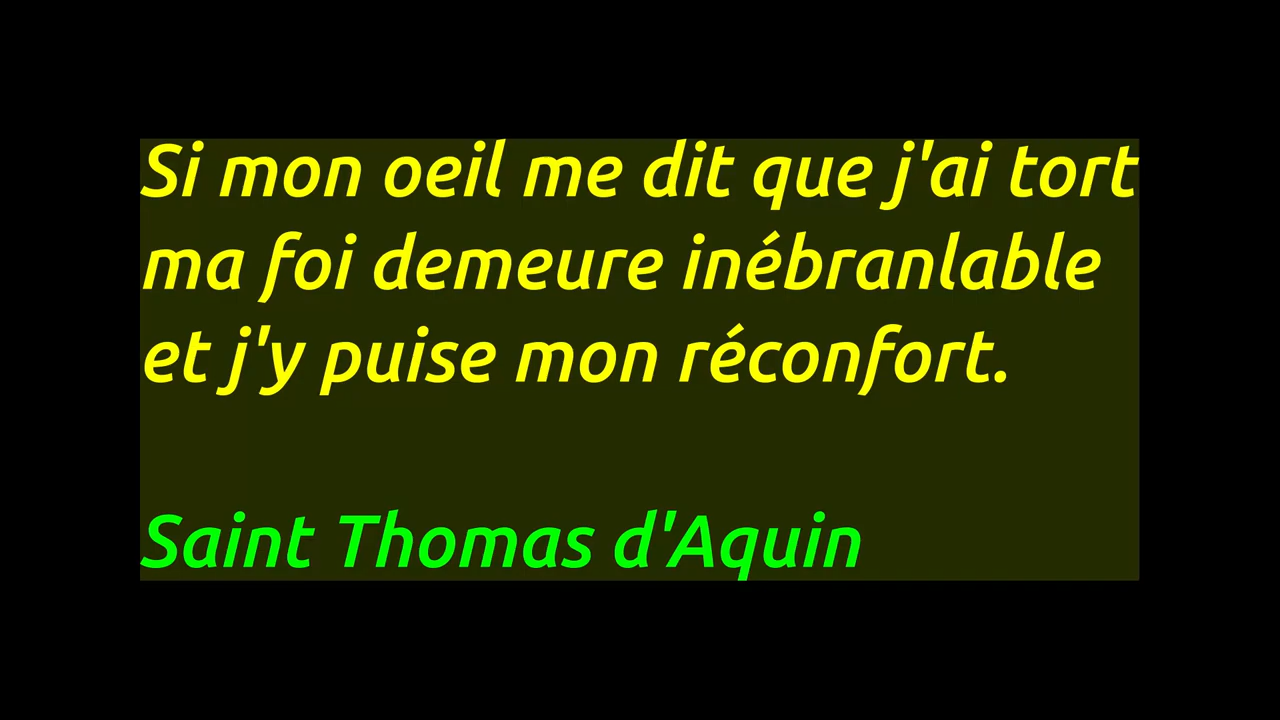 Si mon oeil me dit que j'ai tort
ma foi demeure inébranlable
et j'y puise mon réconfort.
Saint Thomas d'Aquin